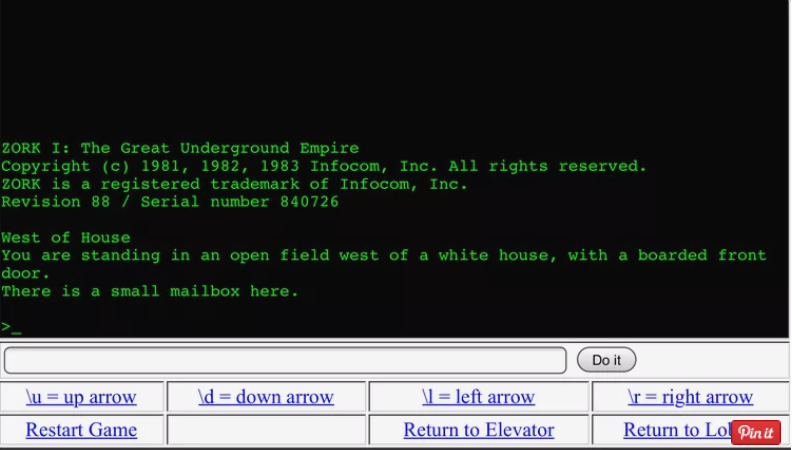 ZORK I: The Great Underground Empire
Copyright (c) 1981, 1982, 1983 Infocom, Inc. All rights reserved.
ZORK is a registered trademark of Infocom, Inc.
Revision 88 / Serial number 840726
West of House
You are standing in an open field west of a white house, with a boarded front
door.
There is a small mailbox here.
>_
Do it
\u = up arrow \d = down arrow \l = left arrow \r = right arrow
Restart Game Return to Elevator Return to
Pin it